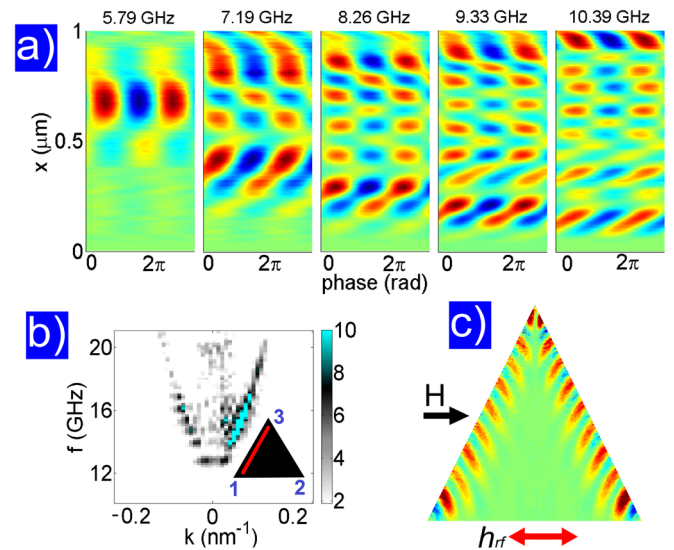 5.79 GHz 7.19 GHz 8.26 GHz 9.33 GHz 10.39 GHz
a)
1
0.5
0
x (μm)
0 2π 0 2π 0 2π 0 2π 0 2π
phase (rad)
b)
20
16
12
f (GHz)
-0.2 0 0.2
k (nm⁻¹)
10
8
6
4
2
3
1 2
c)
H
hrf